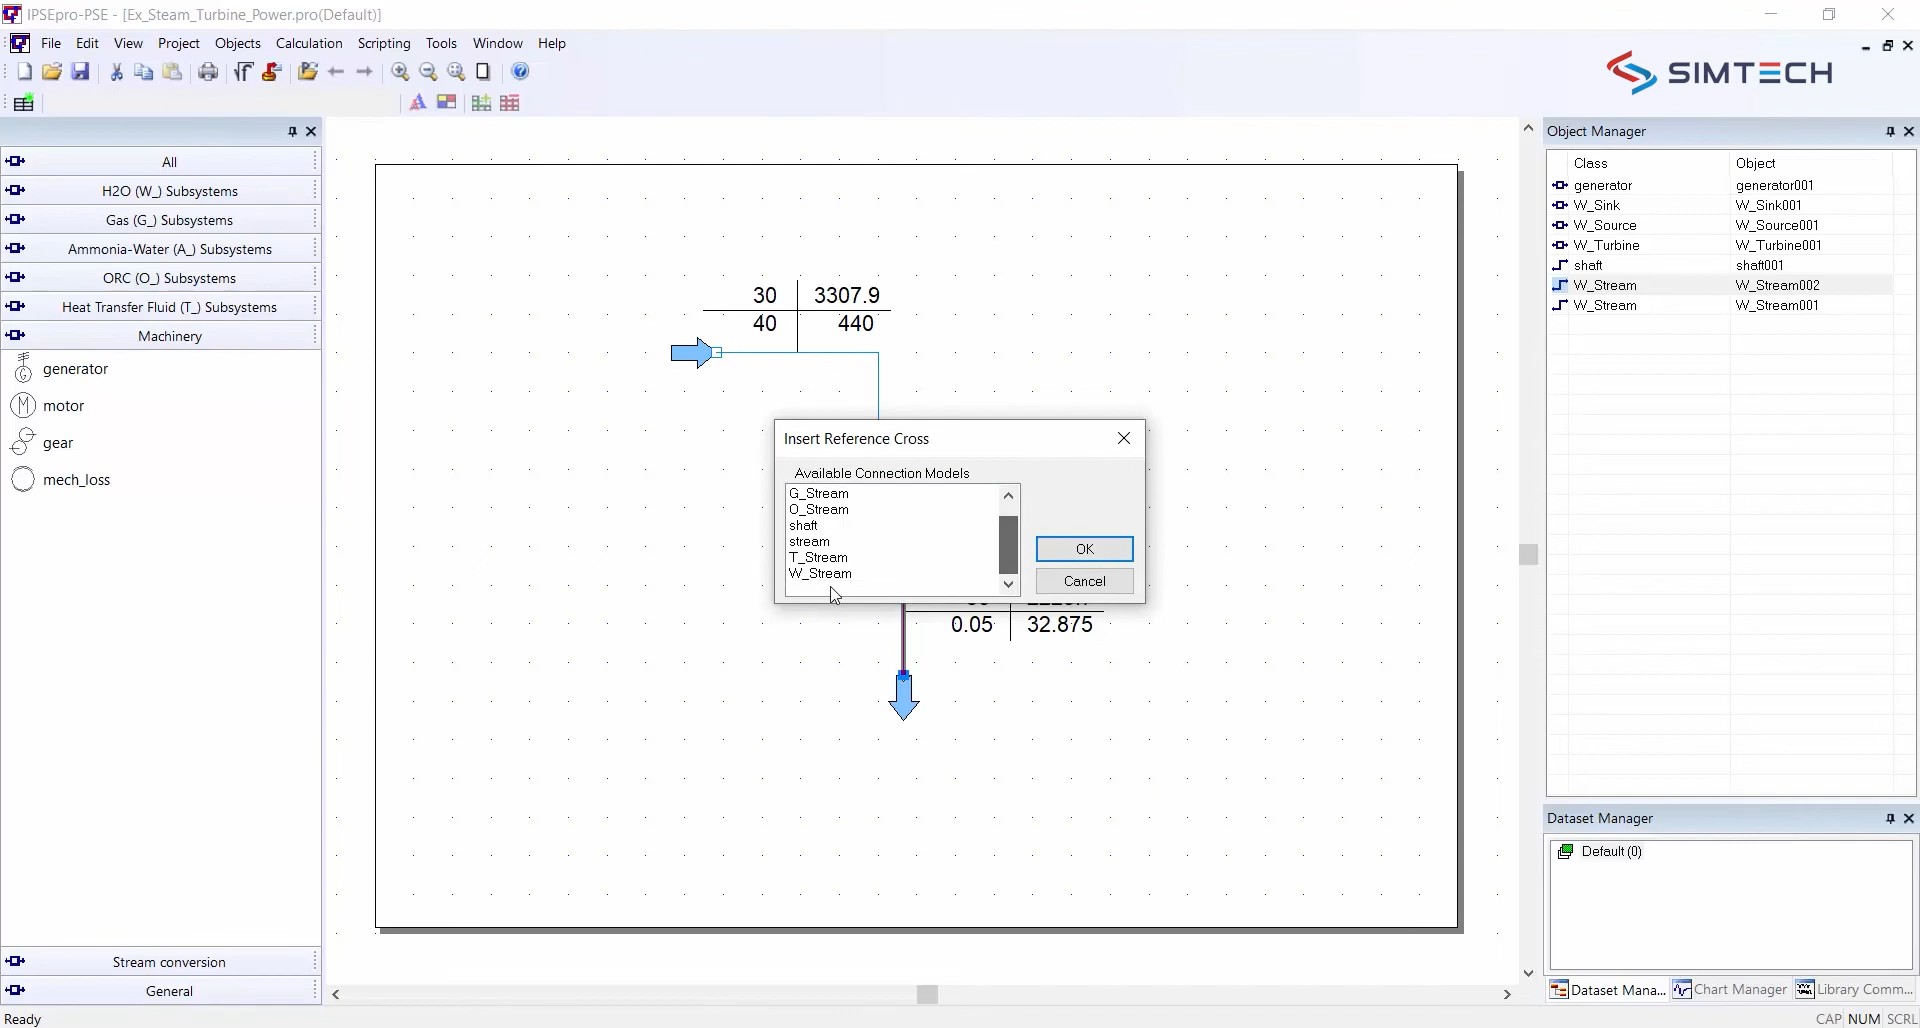 IPSEpro-PSE - [Ex_Steam_Turbine_Power.pro(Default)]
File Edit View Project Objects Calculation Scripting Tools Window Help
SIMTECH
All
H2O (W_) Subsystems
Gas (G_) Subsystems
Ammonia-Water (A_) Subsystems
ORC (O_) Subsystems
Heat Transfer Fluid (T_) Subsystems
Machinery
generator
M motor
gear
mech_loss
Stream conversion
General
30 3307.9
40 440
Insert Reference Cross
Available Connection Models
G_Stream
O_Stream
shaft
stream
T_Stream
W_Stream
OK
Cancel
0.05 32.875
Object Manager
Class Object
generator generator001
W_Sink W_Sink001
W_Source W_Source001
W_Turbine W_Turbine001
shaft shaft001
W_Stream W_Stream002
W_Stream W_Stream001
Dataset Manager
Default (0)
Dataset Mana... Chart Manager Library Comm...
Ready
CAP NUM SCRL